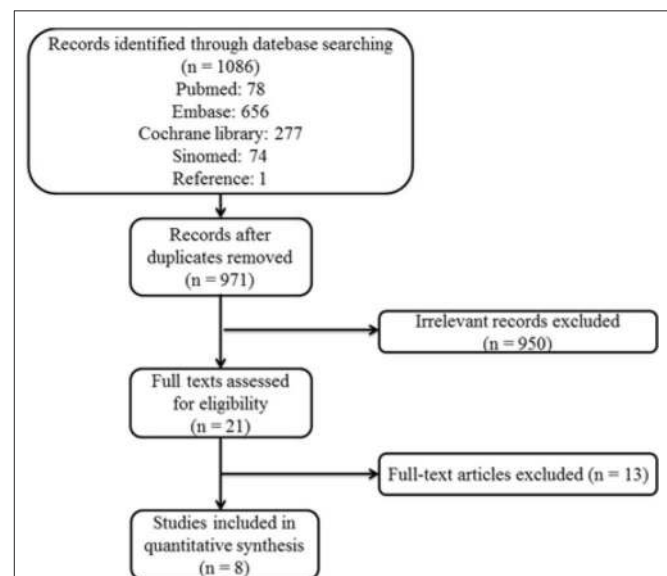 Records identified through datebase searching
(n = 1086)
Pubmed: 78
Embase: 656
Cochrane library: 277
Sinomed: 74
Reference: 1
Records after
duplicates removed
(n = 971)
Irrelevant records excluded
(n = 950)
Full texts assessed
for eligibility
(n = 21)
Full-text articles excluded (n = 13)
Studies included in
quantitative synthesis
(n = 8)